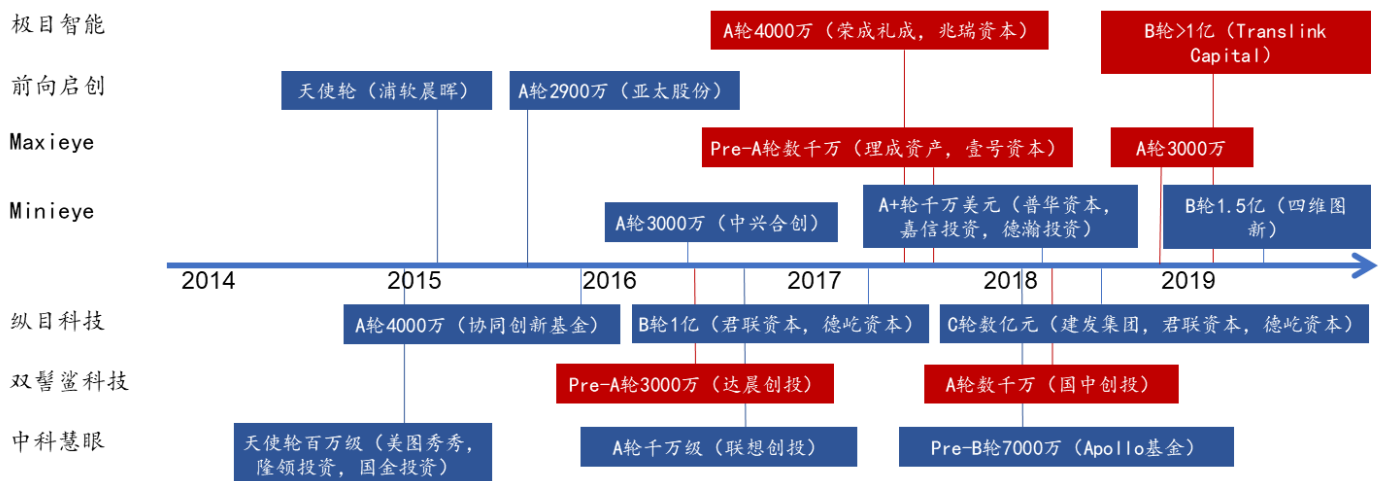 极目智能
A轮4000万（荣成礼成，兆瑞资本）
B轮>1亿（Translink
Capital）
前向启创
天使轮（浦软晨晖）
A轮2900万（亚太股份）
Maxieye
Pre-A轮数千万（理成资产，壹号资本）
A轮3000万
Minieye
A轮3000万（中兴合创）
A+轮千万美元（普华资本，
嘉信投资，德瀚投资）
B轮1.5亿（四维图
新）
2014
2015
2016
2017
2018
2019
纵目科技
A轮4000万（协同创新基金）
B轮1亿（君联资本，德屹资本）
C轮数亿元（建发集团，君联资本，德屹资本）
双髻鲨科技
Pre-A轮3000万（达晨创投）
A轮数千万（国中创投）
中科慧眼
天使轮百万级（美图秀秀，
隆领投资，国金投资）
A轮千万级（联想创投）
Pre-B轮7000万（Apollo基金）